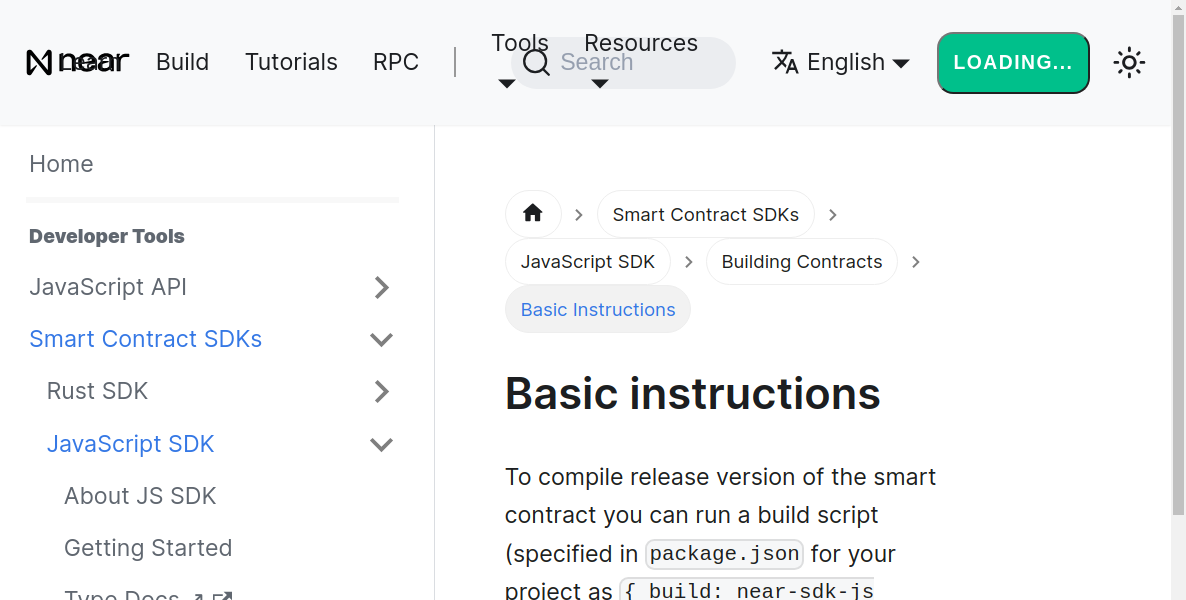 near Learn Build Tutorials RPC Tools Resources Search English LOADING...
Home
Developer Tools
JavaScript API
Smart Contract SDKs
Rust SDK
JavaScript SDK
About JS SDK
Getting Started
Type Docs
Smart Contract SDKs
JavaScript SDK Building Contracts
Basic Instructions
Basic instructions
To compile release version of the smart
contract you can run a build script
(specified in package.json for your
project as { build: near-sdk-js